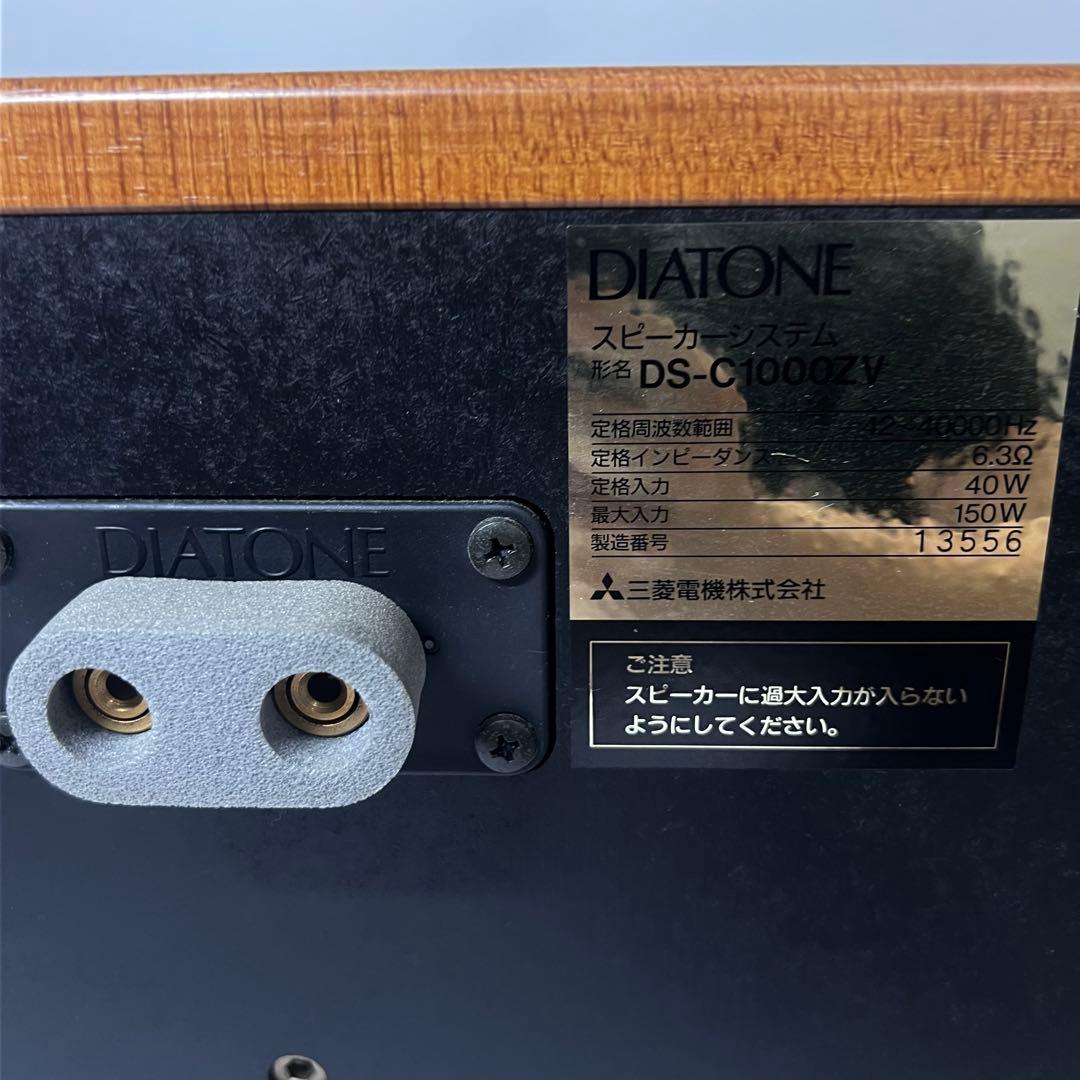 DIATONE
スピーカーシステム
形名 DS-C1000ZV
定格周波数範囲 42~40000Hz
定格インピーダンス 6.3Ω
定格入力 40W
最大入力 150W
製造番号 13556
三菱電機株式会社
ご注意
スピーカーに過大入力が入らない
ようにしてください。
DIATONE